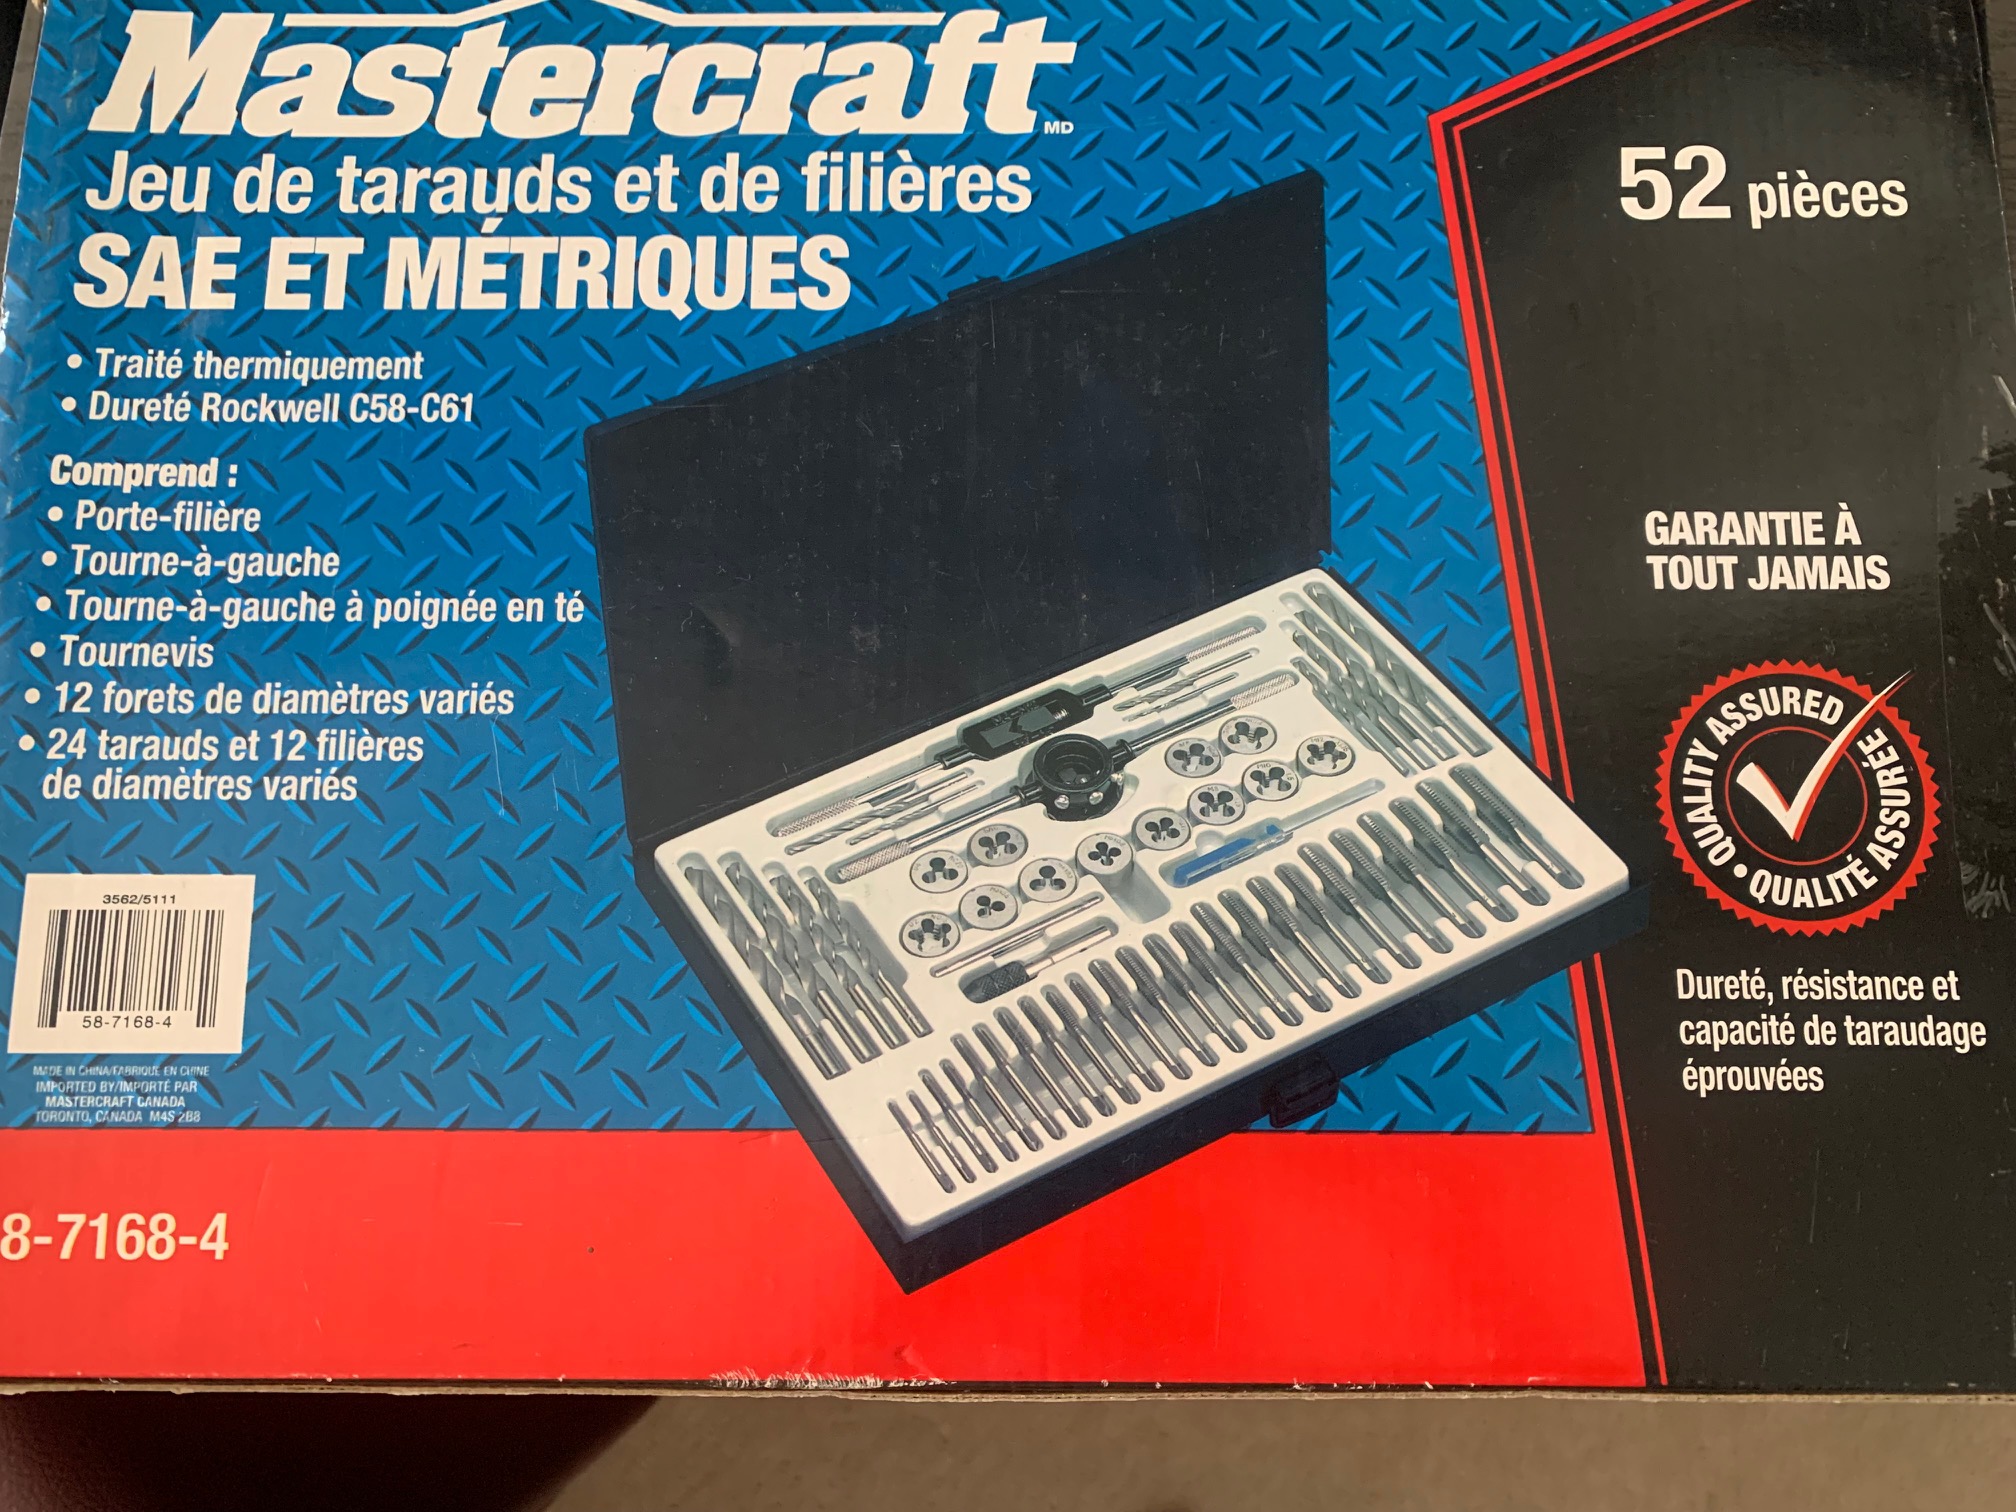 Mastercraft MD
Jeu de tarauds et de filières
SAE ET MÉTRIQUES
• Traité thermiquement
• Dureté Rockwell C58-C61
Comprend :
• Porte-filière
• Tourne-à-gauche
• Tourne-à-gauche à poignée en té
• Tournevis
• 12 forets de diamètres variés
• 24 tarauds et 12 filières
de diamètres variés
3562/5111
58-7168-4
MADE IN CHINA/FABRIQUÉ EN CHINE
IMPORTED BY/IMPORTÉ PAR
MASTERCRAFT CANADA
TORONTO, CANADA M4S 2B8
8-7168-4
52 pièces
GARANTIE À
TOUT JAMAIS
QUALITY ASSURED
• QUALITÉ ASSURÉE
Dureté, résistance et
capacité de taraudage
éprouvées